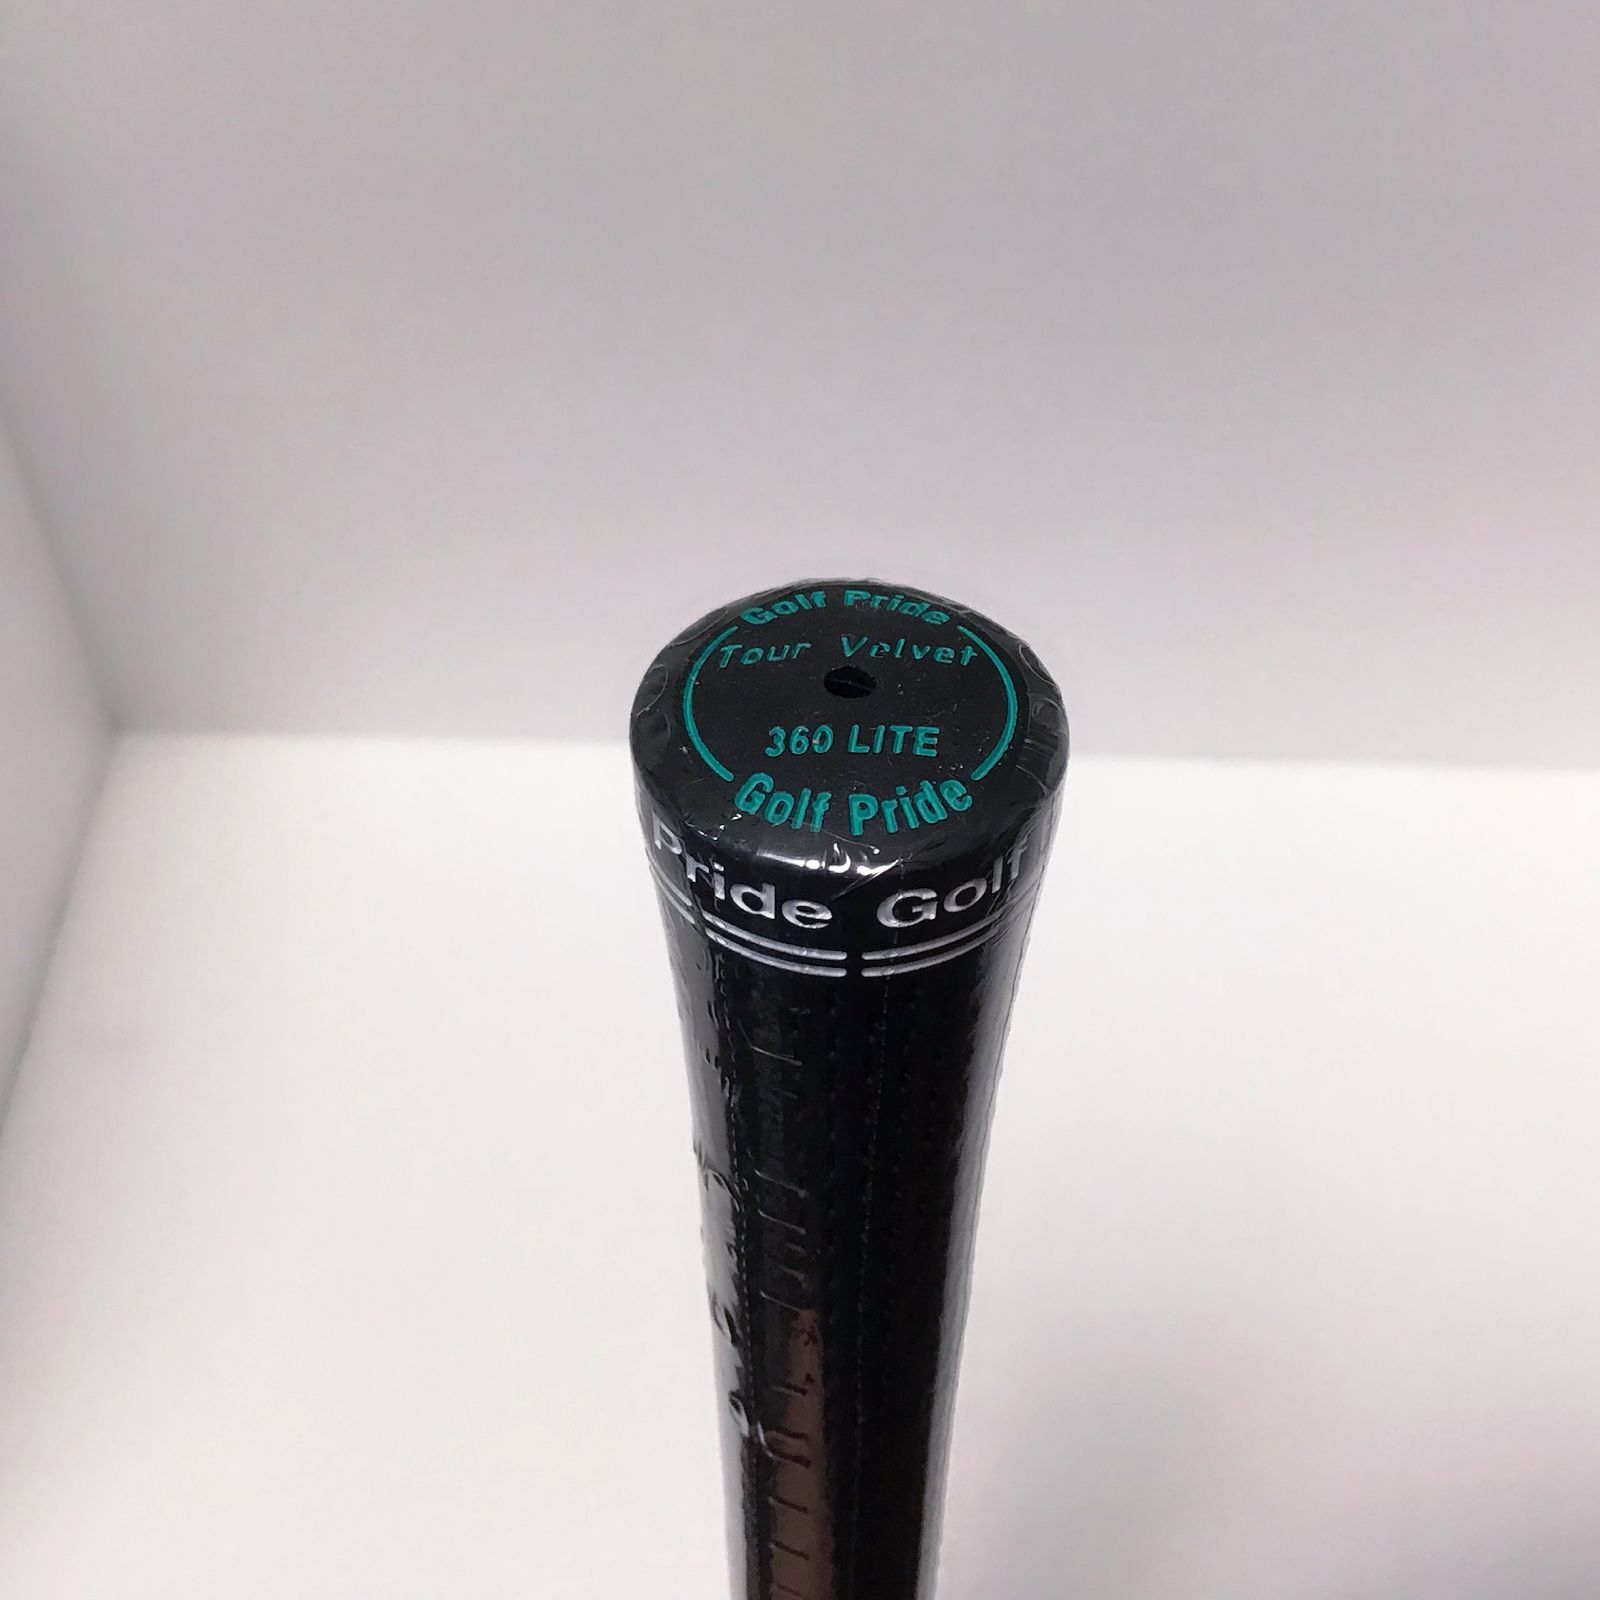 Golf Pride
Tour Velvet
360 LITE
Golf Pride
Pride Golf